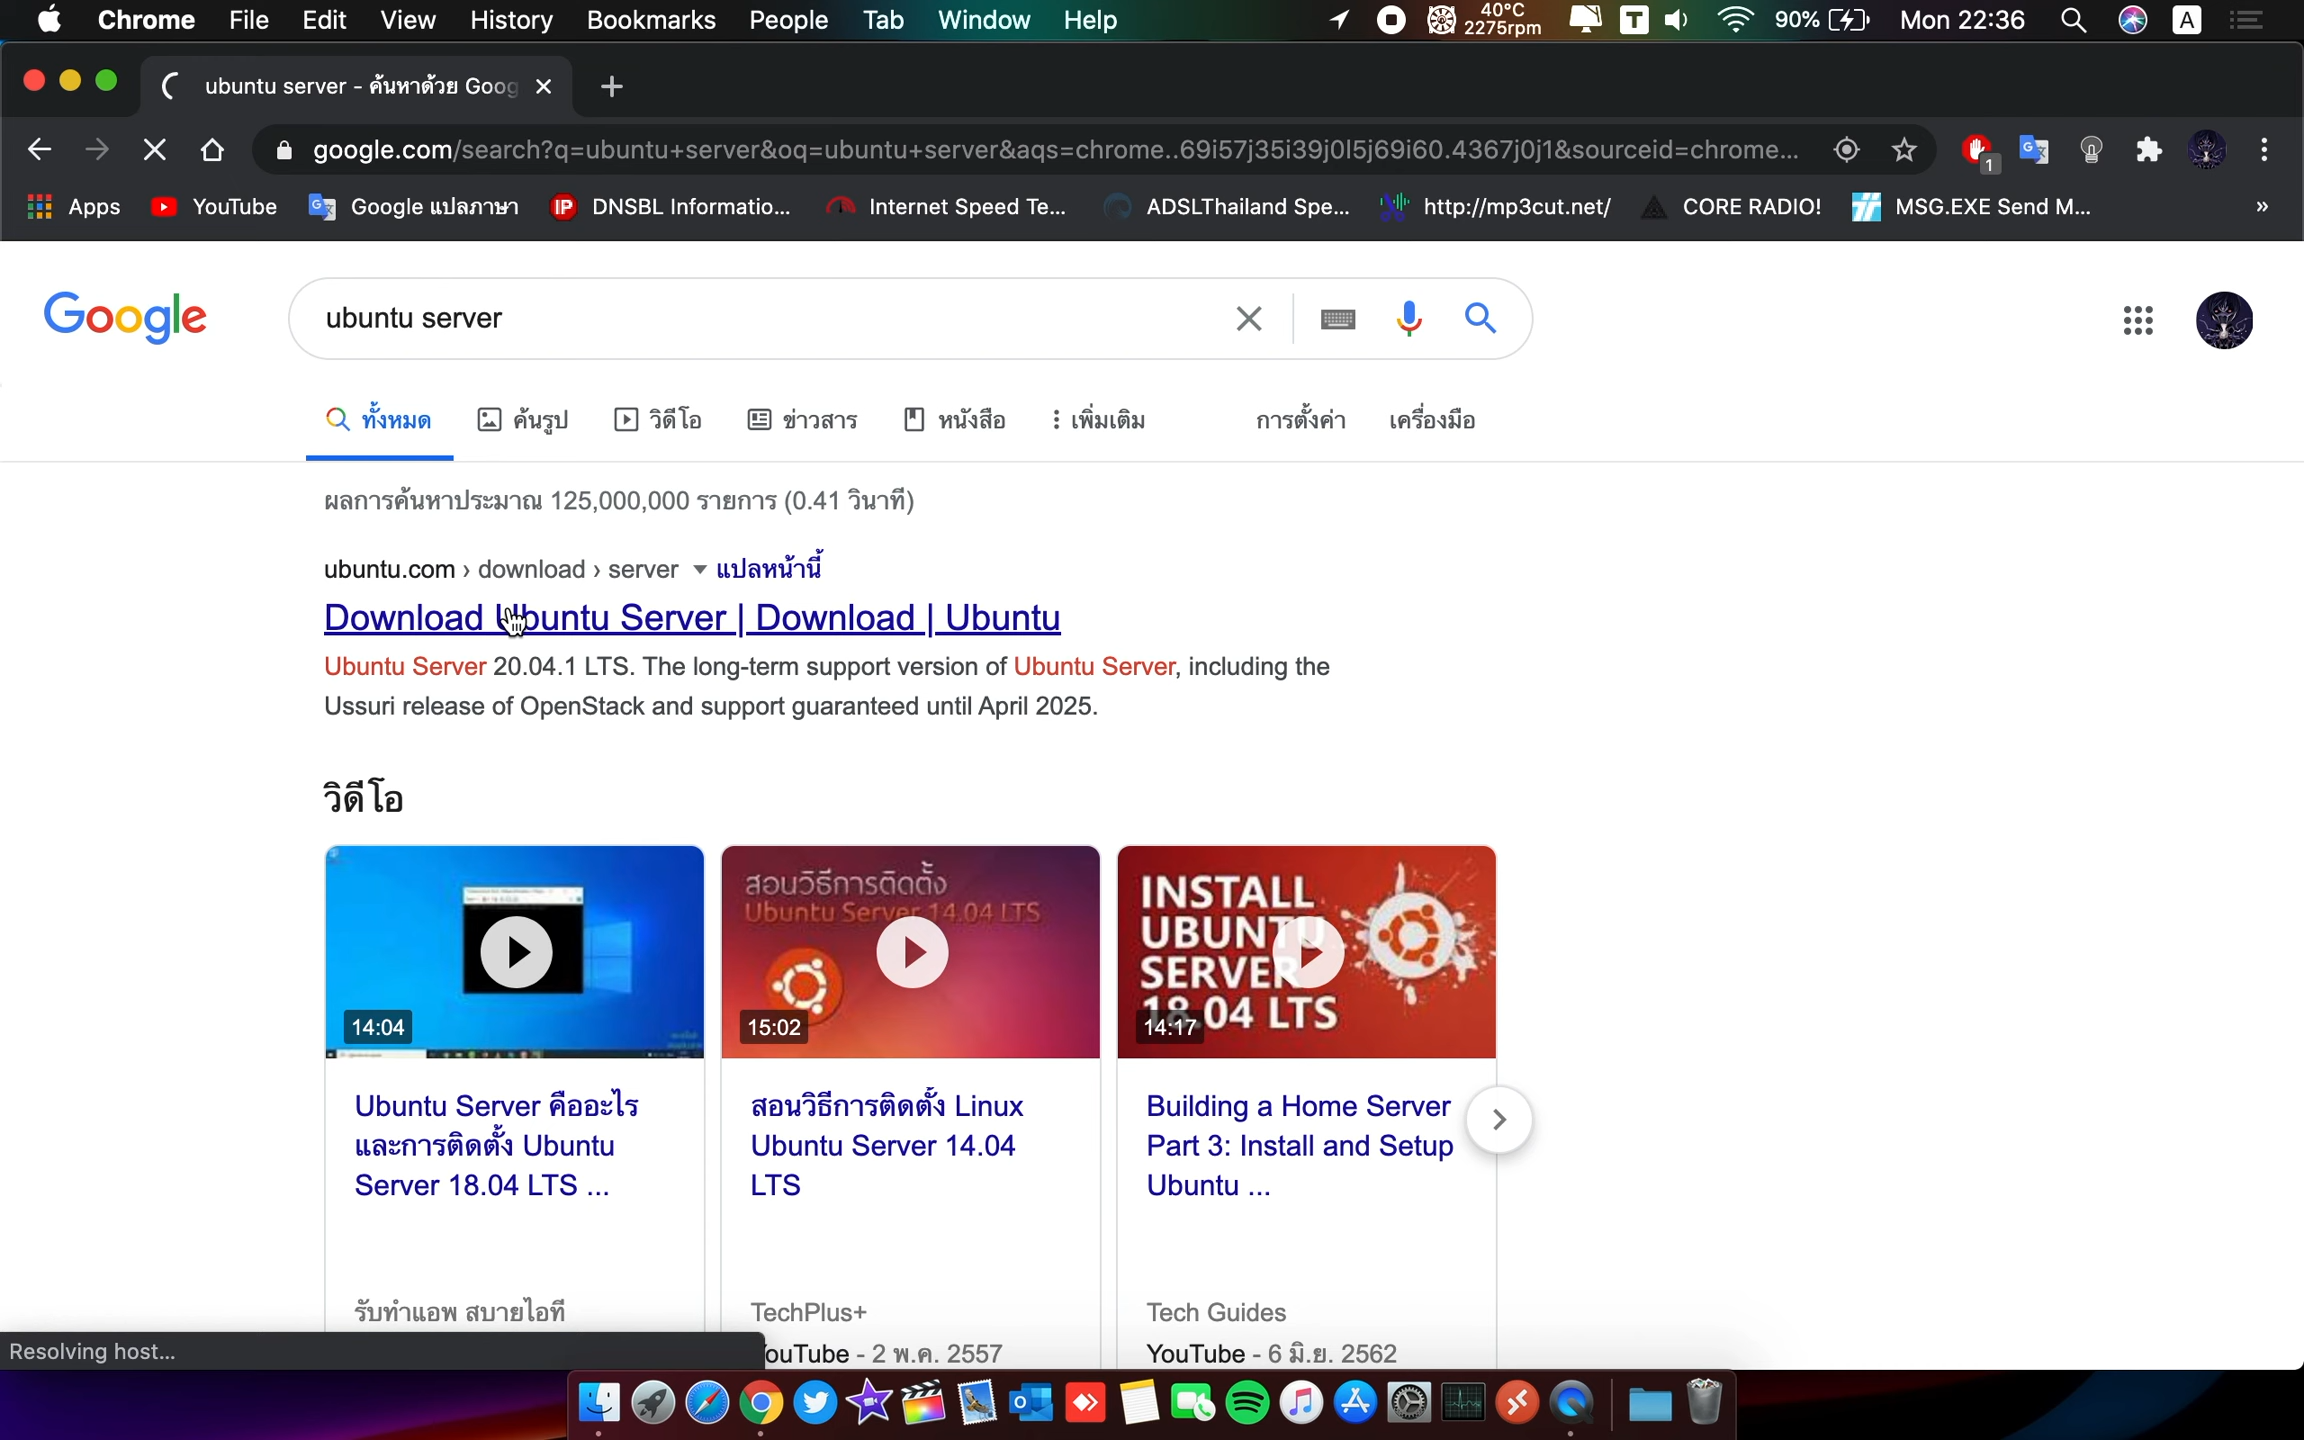 Chrome File Edit View History Bookmarks People Tab Window Help 40°C 2275rpm 90% Mon 22:36
ubuntu server - ค้นหาด้วย Goog
google.com/search?q=ubuntu+server&oq=ubuntu+server&aqs=chrome..69i57j35i39j0l5j69i60.4367j0j1&sourceid=chrome... 1
Apps YouTube Google แปลภาษา DNSBL Informatio... Internet Speed Te... ADSLThailand Spe... http://mp3cut.net/ CORE RADIO! MSG.EXE Send M... »
Google ubuntu server
ทั้งหมด ค้นรูป วิดีโอ ข่าวสาร หนังสือ เพิ่มเติม การตั้งค่า เครื่องมือ
ผลการค้นหาประมาณ 125,000,000 รายการ (0.41 วินาที)
ubuntu.com › download › server แปลหน้านี้
Download Ubuntu Server | Download | Ubuntu
Ubuntu Server 20.04.1 LTS. The long-term support version of Ubuntu Server, including the
Ussuri release of OpenStack and support guaranteed until April 2025.
วิดีโอ
14:04
สอนวิธีการติดตั้ง
Ubuntu Server 14.04 LTS
15:02
INSTALL
UBUNTU
SERVER
18.04 LTS
14:17
Ubuntu Server คืออะไร
และการติดตั้ง Ubuntu
Server 18.04 LTS ...
รับทำแอพ สบายไอที
สอนวิธีการติดตั้ง Linux
Ubuntu Server 14.04
LTS
TechPlus+
YouTube - 2 พ.ค. 2557
Building a Home Server
Part 3: Install and Setup
Ubuntu ...
Tech Guides
YouTube - 6 มิ.ย. 2562
Resolving host...